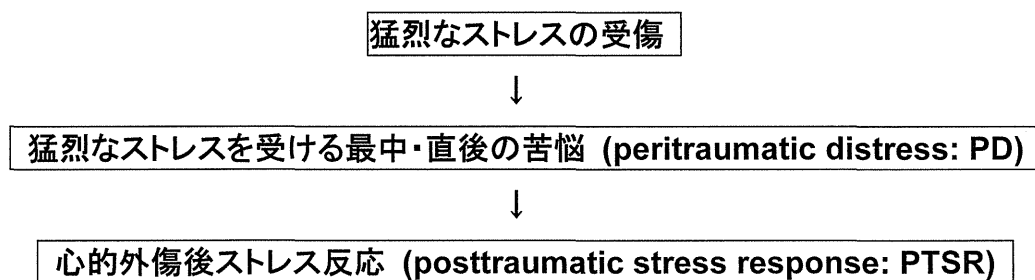 猛烈なストレスの受傷
↓
猛烈なストレスを受ける最中・直後の苦悩 (peritraumatic distress: PD)
↓
心的外傷後ストレス反応 (posttraumatic stress response: PTSR)